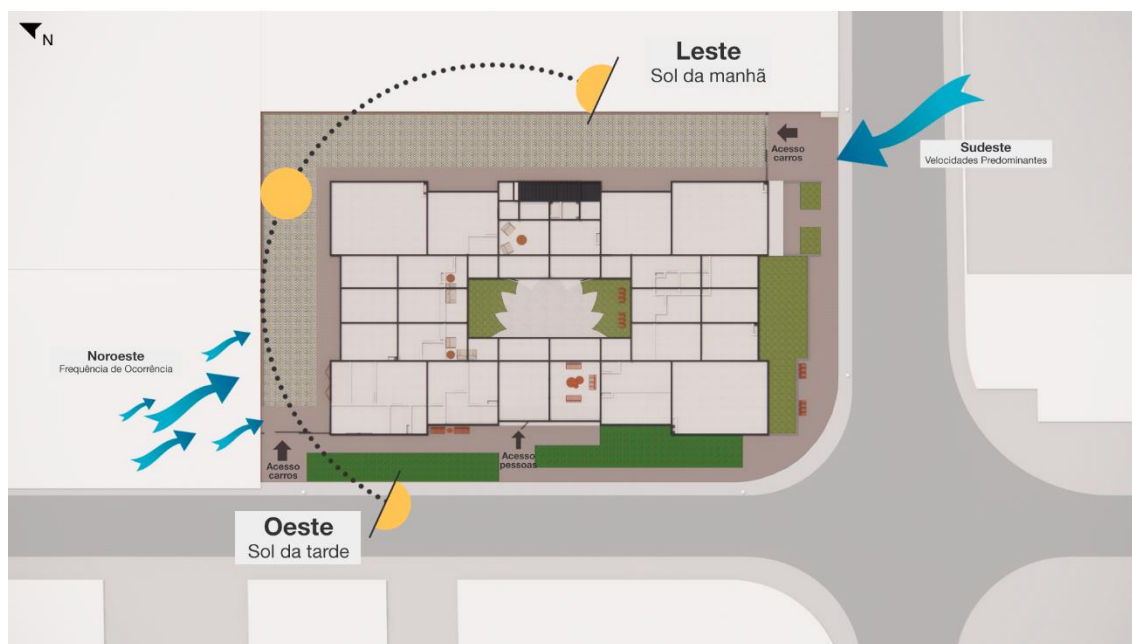 N
Leste
Sol da manhã
Acesso
carros
Sudeste
Velocidades Predominantes
Noroeste
Frequência de Ocorrência
Acesso
carros
Acesso
pessoas
Oeste
Sol da tarde